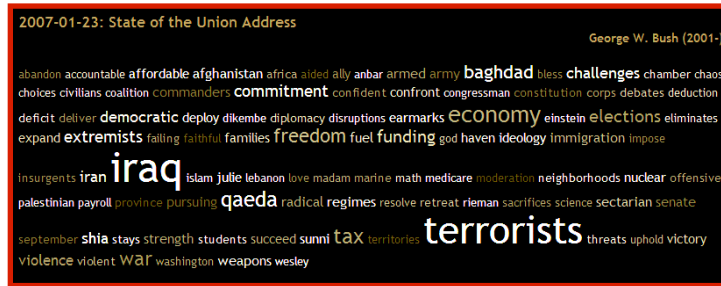 2007-01-23: State of the Union Address
George W. Bush (2001-)
abandon accountable affordable afghanistan africa aided ally anbar armed army baghdad bless challenges chamber chaos
choices civilians coalition commanders commitment confident confront congressman constitution corps debates deduction
deficit deliver democratic deploy dikembe diplomacy disruptions earmarks economy einstein elections eliminates
expand extremists failing faithful families freedom fuel funding god haven ideology immigration impose
insurgents iran iraq islam julie lebanon love madam marine math medicare moderation neighborhoods nuclear offensive
palestinian payroll province pursuing qaeda radical regimes resolve retreat rieman sacrifices science sectarian senate
september shia stays strength students succeed sunni tax territories terrorists threats uphold victory
violence violent war washington weapons wesley